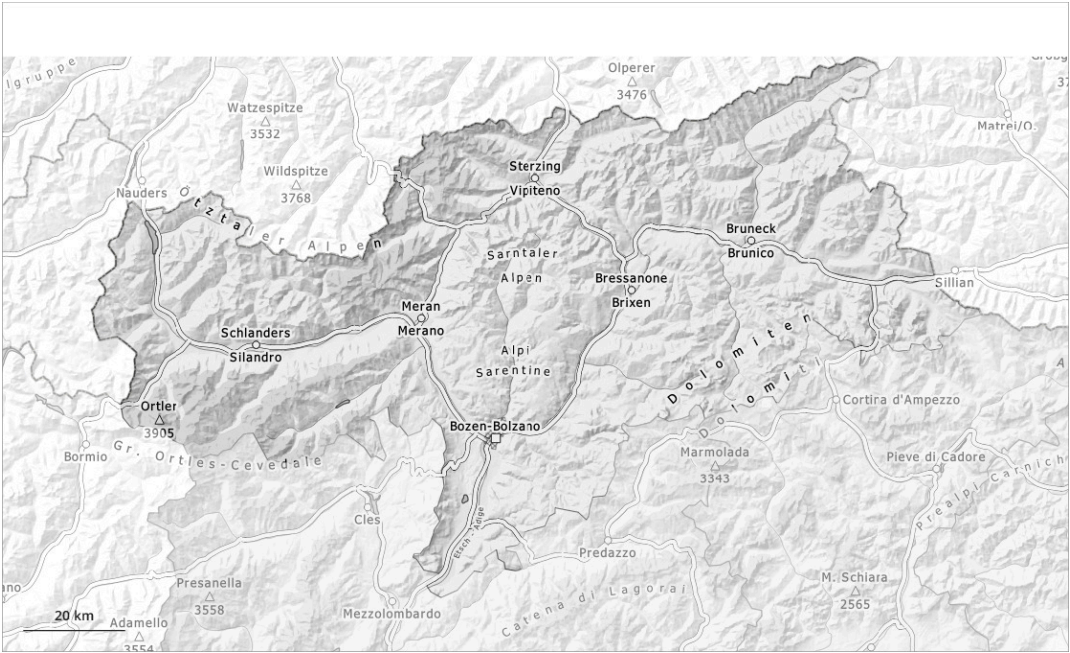 lgruppe
Olperer
3476
Watzespitze
3532
Matrei/O.
Sterzing
Vipiteno
Wildspitze
3768
Nauders
Ötztaler Alpen
Bruneck
Brunico
Sarntaler
Alpen
Bressanone
Brixen
Sillian
Meran
Merano
Schlanders
Silandro
Dolomiten
Alpi
Sarentine
Dolomiti
Ortler
3905
Cortina d'Ampezzo
Bozen-Bolzano
Gr. Ortles-Cevedale
Bormio
Marmolada
3343
Pieve di Cadore
Prealpi Carnich
Cles
Etsch - Adige
Predazzo
Presanella
3558
M. Schiara
2565
Catena di Lagorai
ano
20 km
Mezzolombardo
Adamello
3554